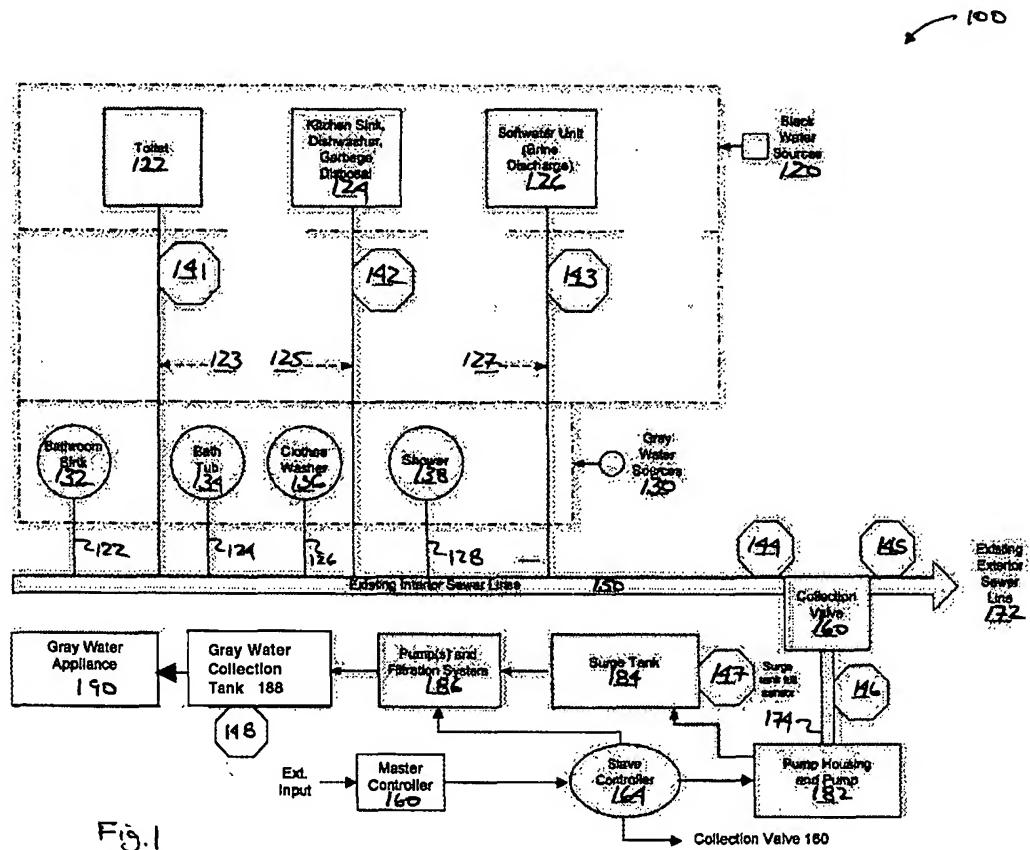 100
Toilet
122
Kitchen Sink,
Dishwasher,
Garbage
Disposal
124
Softwater Unit
(Brine
Discharge)
126
Black
Water
Sources
120
141
142
143
123
125
127
Bathroom
Sink
132
Bath
Tub
134
Clothes
Washer
136
Shower
138
Gray
Water
Sources
130
122
124
126
128
144
145
Existing Interior Sewer Lines 150
Existing
Exterior
Sewer
Line
172
Collection
Valve
160
Gray Water
Appliance
190
Gray Water
Collection
Tank 188
Pump(s) and
Filtration System
186
Surge Tank
184
147
Surge
tank full
sensor
146
174
148
Ext.
Input
Master
Controller
160
Slave
Controller
164
Pump Housing
and Pump
182
Collection Valve 160
Fig.1